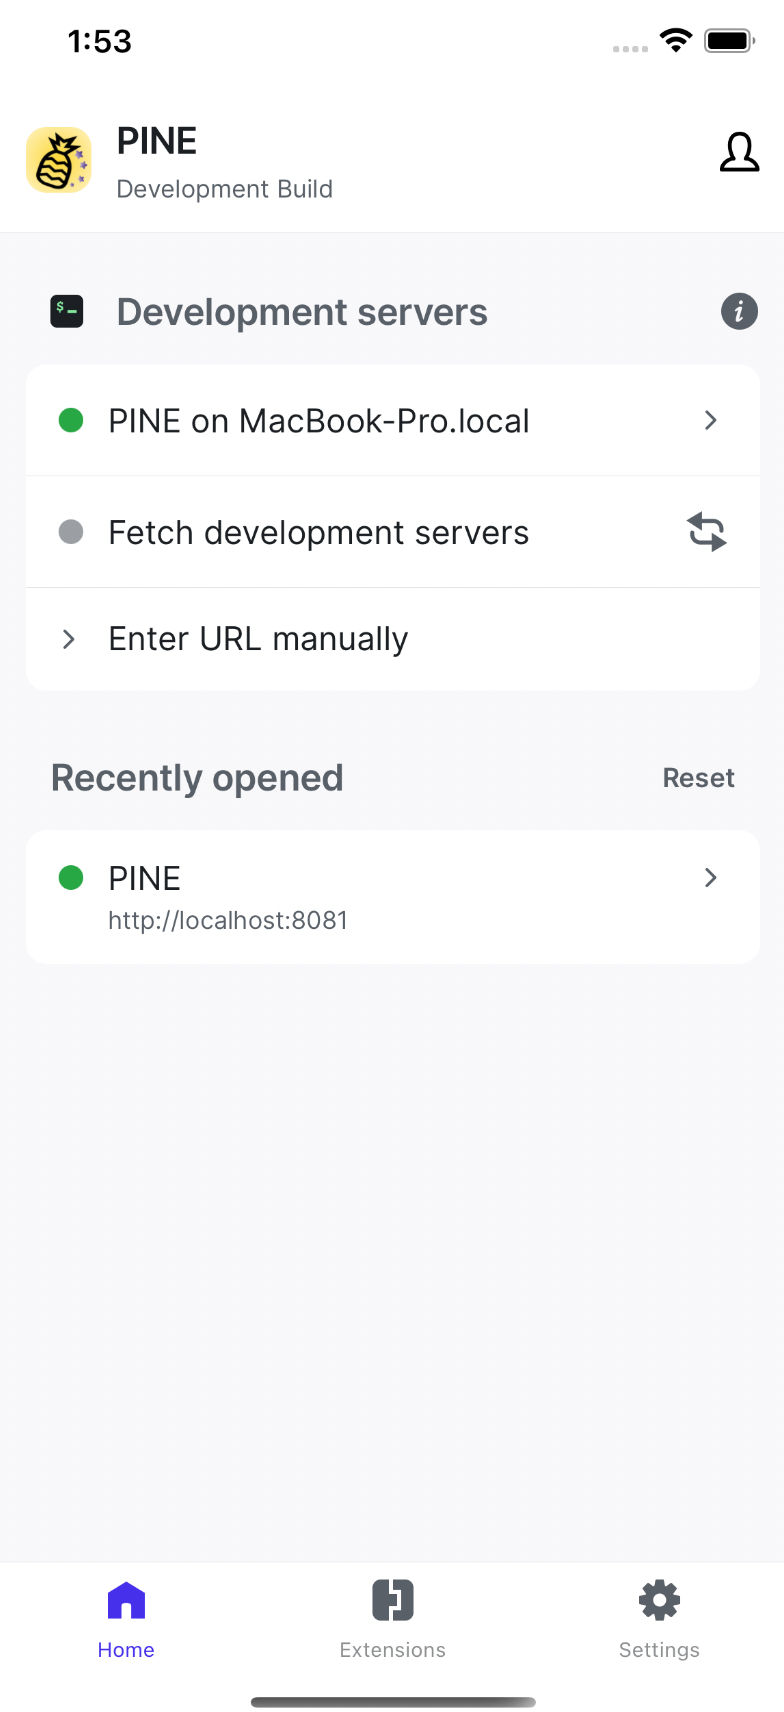 1:53
PINE
Development Build
$
Development servers
i
PINE on MacBook-Pro.local
Fetch development servers
Enter URL manually
Recently opened
Reset
PINE
http://localhost:8081
Home
Extensions
Settings